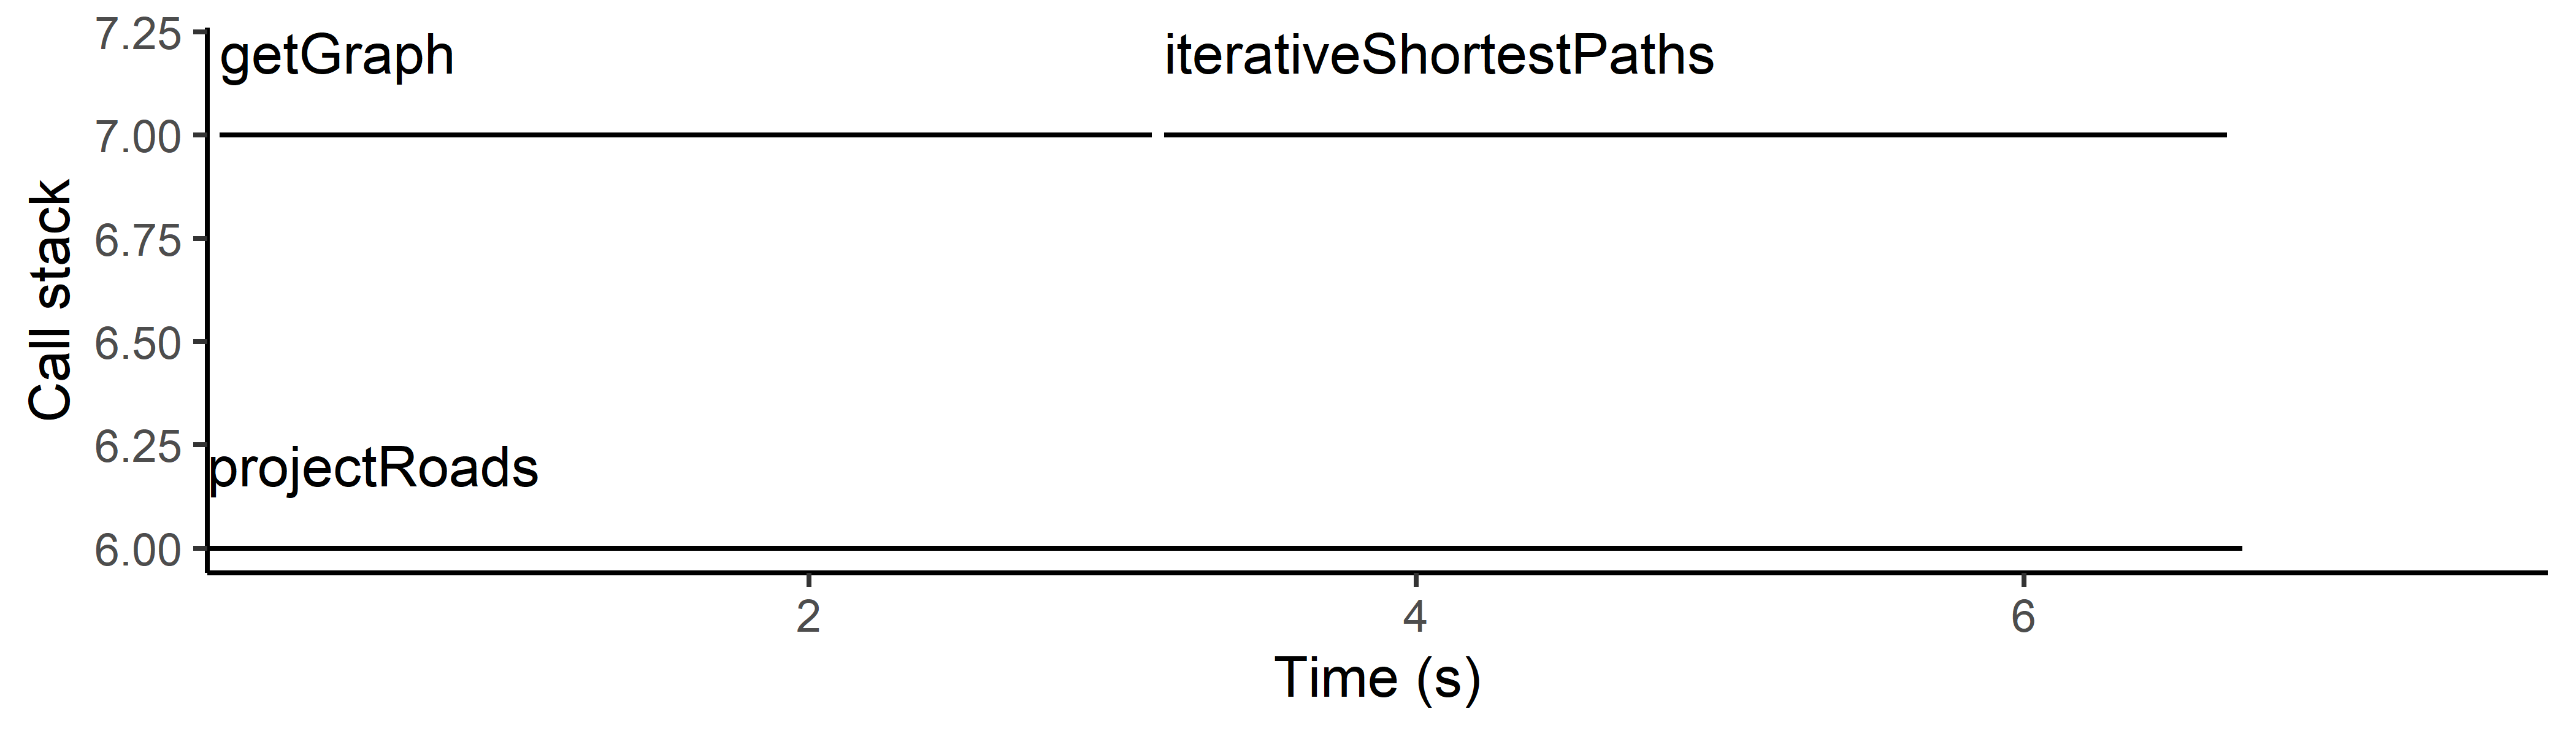 7.25
getGraph
iterativeShortestPaths
7.00
6.75
Call stack
6.50
6.25
projectRoads
6.00
2
4
6
Time (s)